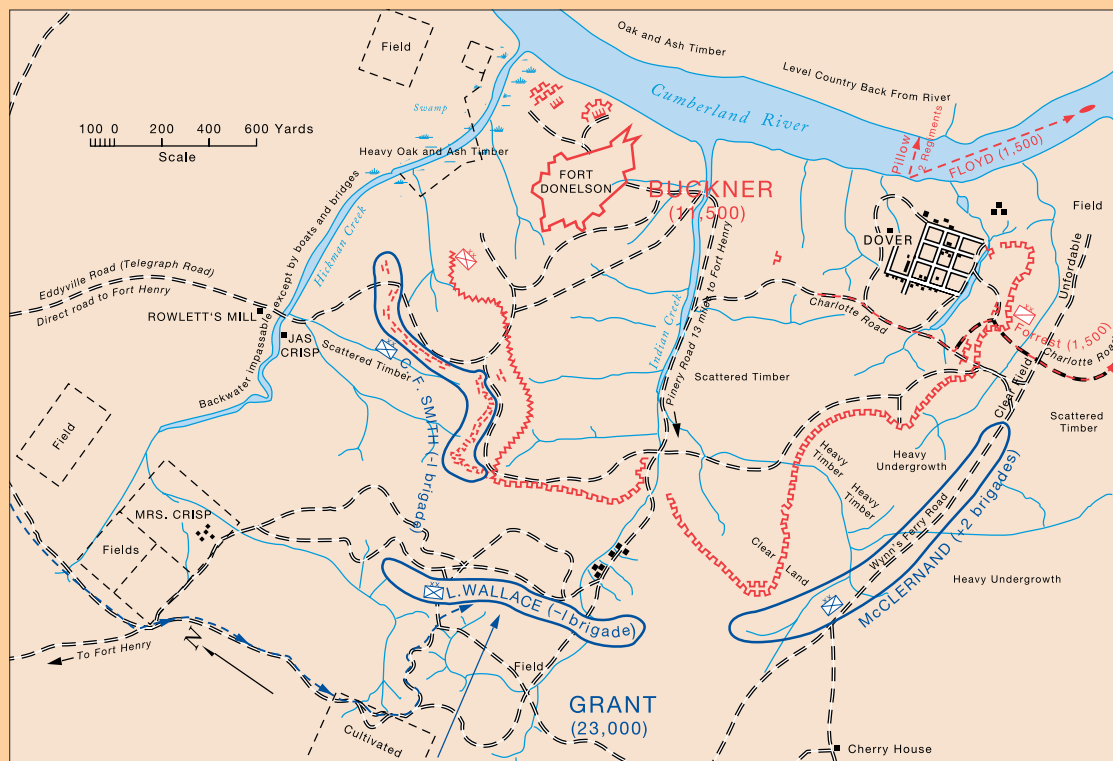 Field
Oak and Ash Timber
Level Country Back From River
Cumberland River
Swamp
100 0 200 400 600 Yards
Scale
Heavy Oak and Ash Timber
FORT
DONELSON
BUCKNER
(11,500)
Pillow
2 Regiments
FLOYD (1,500)
Field
DOVER
Unfordable
Hickman Creek
Backwater impassable except by boats and bridges
Eddyville Road (Telegraph Road)
Direct road to Fort Henry
ROWLETT'S MILL
JAS
CRISP
Scattered Timber
C. F. SMITH (-I brigade)
Indian Creek
Pinery Road 13 miles to Fort Henry
Charlotte Road
Forrest (1,500)
Charlotte Road
Clear Field
Scattered Timber
Scattered
Timber
Field
Heavy
Undergrowth
Heavy
Timber
Heavy
Timber
MRS. CRISP
Fields
Clear Land
Wynn's Ferry Road
McCLERNAND (+2 brigades)
Heavy Undergrowth
L.WALLACE (-I brigade)
To Fort Henry
N
Field
GRANT
(23,000)
Cultivated
Cherry House